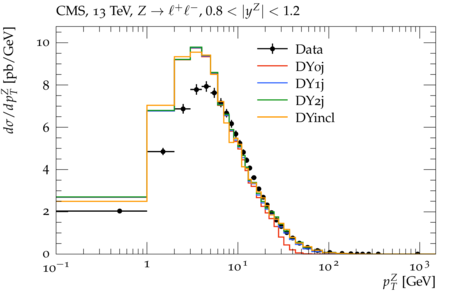 CMS, 13 TeV, Z → ℓ⁺ℓ⁻, 0.8 < |y^Z| < 1.2
dσ/dp_T^Z [pb/GeV]
10
8
6
4
2
0
Data
DY0j
DY1j
DY2j
DYincl
10⁻¹ 1 10⁺¹ 10⁺² 10⁺³
p_T^Z [GeV]